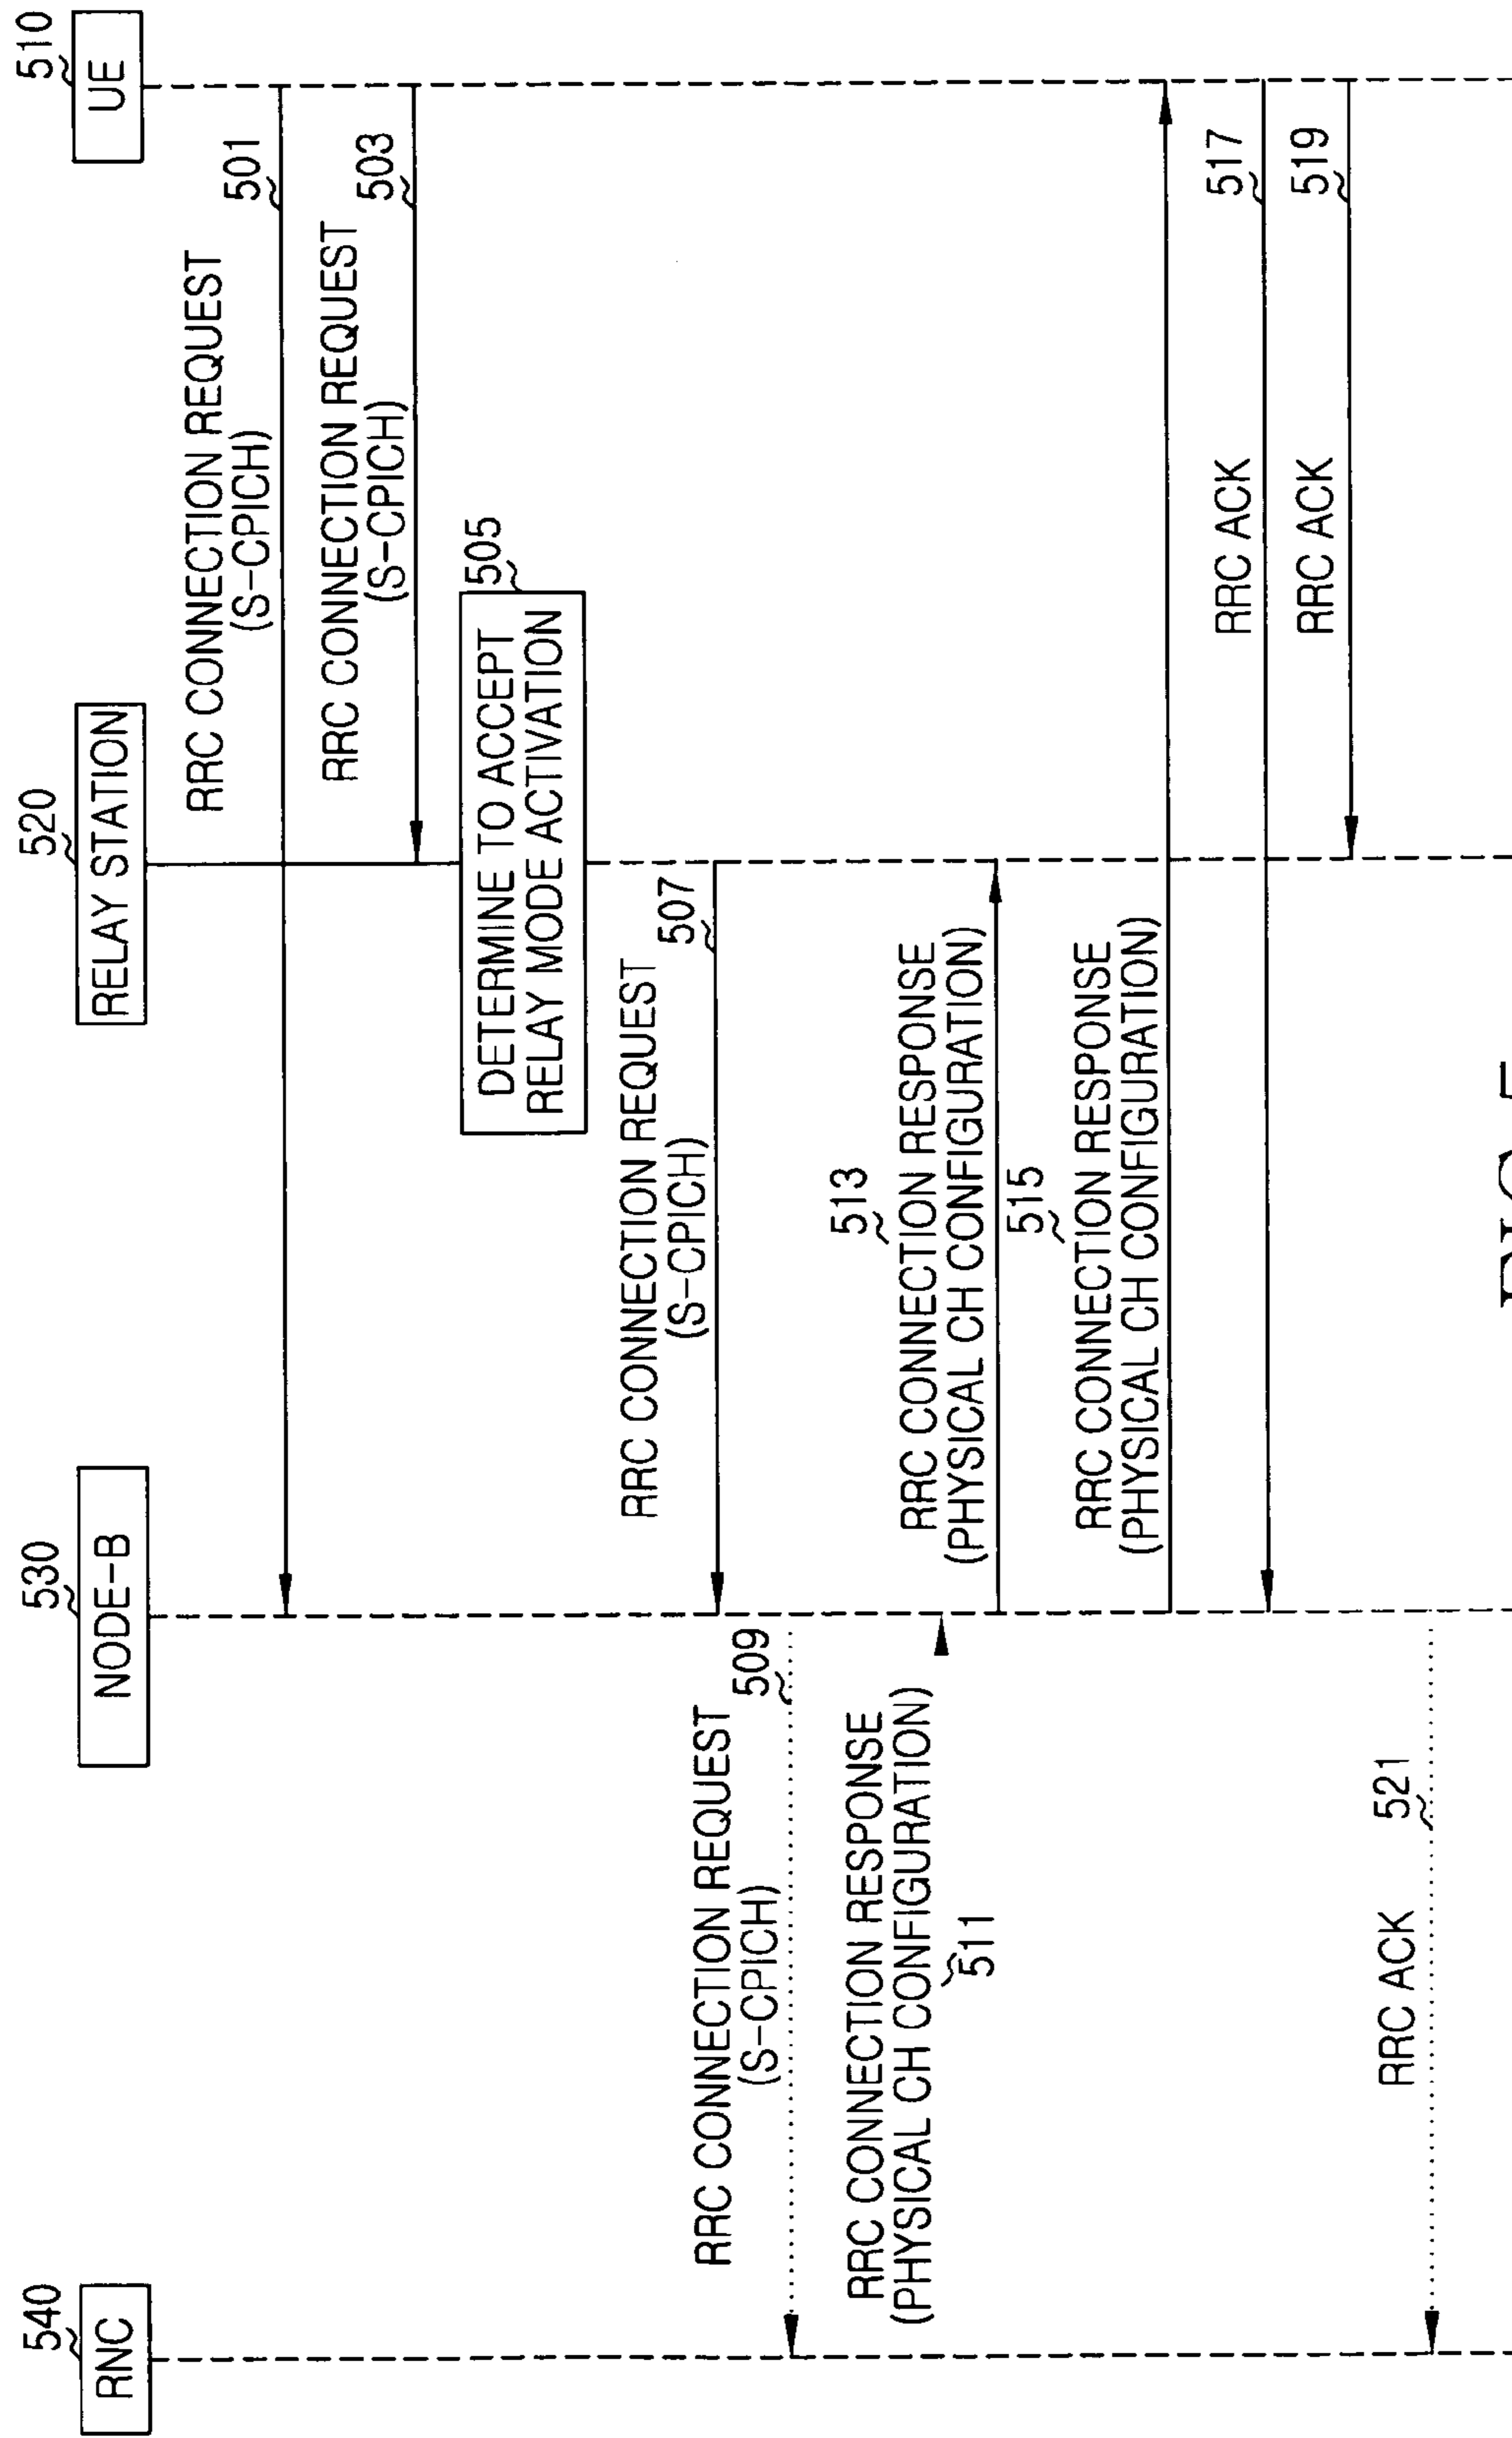 540
RNC
530
NODE-B
520
RELAY STATION
510
UE
RRC CONNECTION REQUEST
(S-CPICH)
501
RRC CONNECTION REQUEST
(S-CPICH)
503
DETERMINE TO ACCEPT
RELAY MODE ACTIVATION
505
RRC CONNECTION REQUEST
(S-CPICH)
507
RRC CONNECTION REQUEST
(S-CPICH)
509
RRC CONNECTION RESPONSE
(PHYSICAL CH CONFIGURATION)
511
513
RRC CONNECTION RESPONSE
(PHYSICAL CH CONFIGURATION)
515
RRC CONNECTION RESPONSE
(PHYSICAL CH CONFIGURATION)
RRC ACK
517
RRC ACK
519
RRC ACK
521